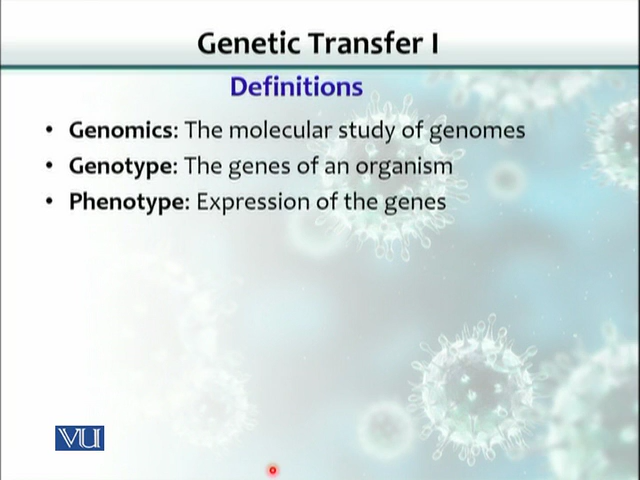 Genetic Transfer I
Definitions
• Genomics: The molecular study of genomes
• Genotype: The genes of an organism
• Phenotype: Expression of the genes
VU